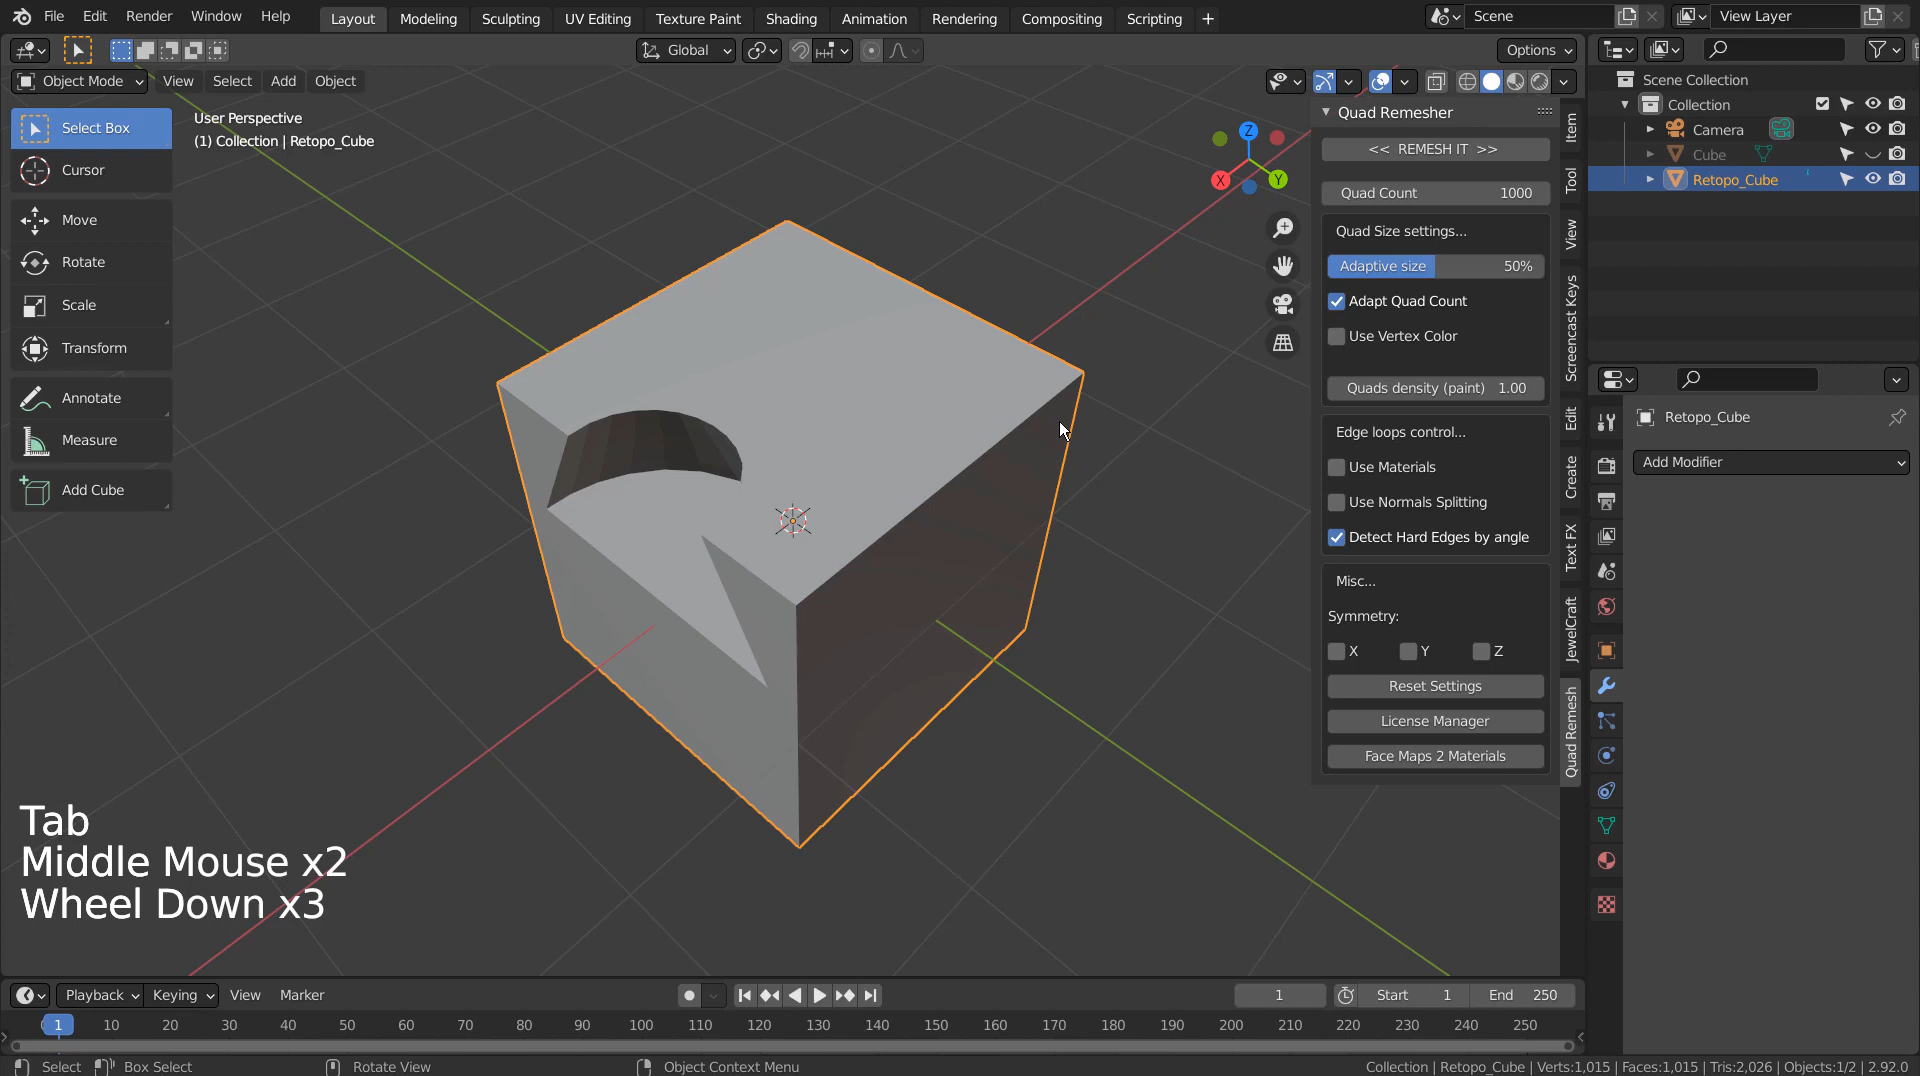 File Edit Render Window Help Layout Modeling Sculpting UV Editing Texture Paint Shading Animation Rendering Compositing Scripting + Scene View Layer
Global Options
Object Mode View Select Add Object
Select Box
Cursor
Move
Rotate
Scale
Transform
Annotate
Measure
Add Cube
User Perspective
(1) Collection | Retopo_Cube
Z
X
Y
Quad Remesher
<< REMESH IT >>
Quad Count 1000
Quad Size settings...
Adaptive size 50%
Adapt Quad Count
Use Vertex Color
Quads density (paint) 1.00
Edge loops control...
Use Materials
Use Normals Splitting
Detect Hard Edges by angle
Misc...
Symmetry:
X Y Z
Reset Settings
License Manager
Face Maps 2 Materials
Item
Tool
View
Screencast Keys
Edit
Create
Text FX
JewelCraft
Quad Remesh
Scene Collection
Collection
Camera
Cube
Retopo_Cube
Retopo_Cube
Add Modifier
Tab
Middle Mouse x2
Wheel Down x3
Playback Keying View Marker 1 Start 1 End 250
1 10 20 30 40 50 60 70 80 90 100 110 120 130 140 150 160 170 180 190 200 210 220 230 240 250
Select Box Select Rotate View Object Context Menu Collection | Retopo_Cube | Verts:1,015 | Faces:1,015 | Tris:2,026 | Objects:1/2 | 2.92.0